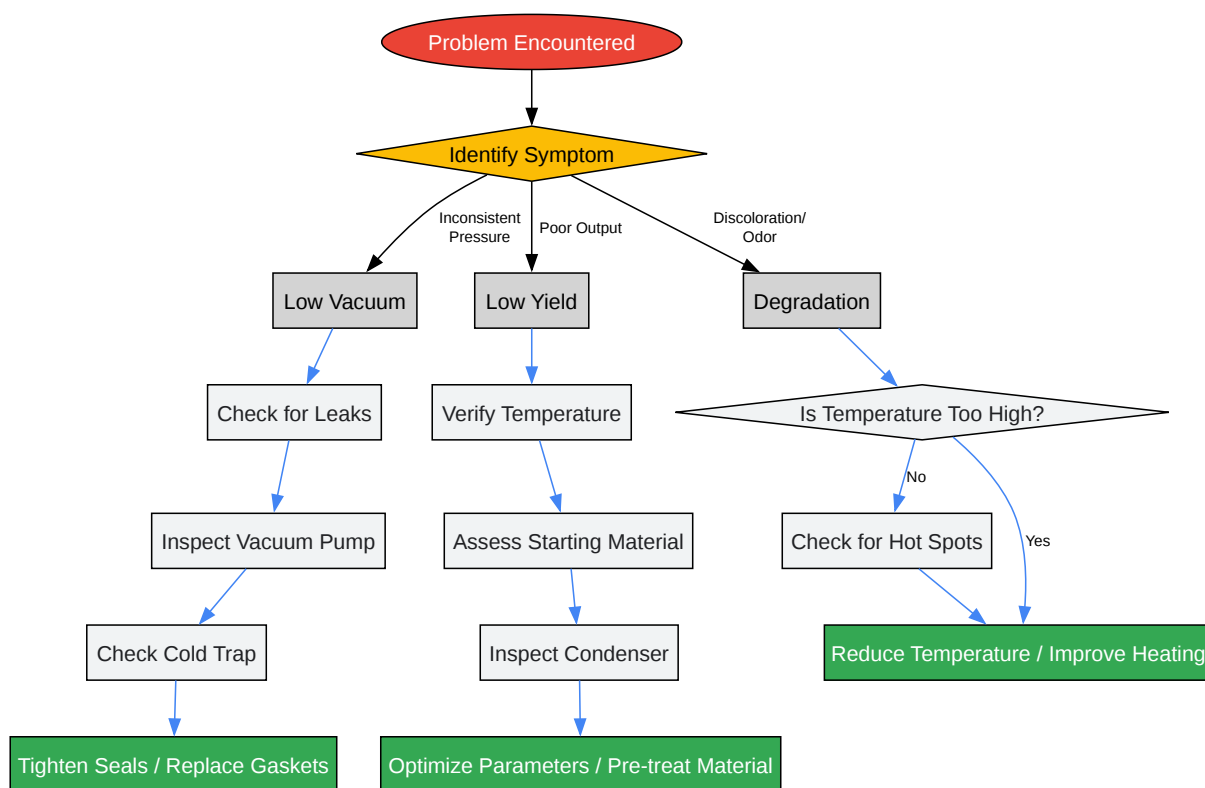 Problem Encountered
Identify Symptom
Inconsistent
Pressure
Poor Output
Discoloration/
Odor
Low Vacuum
Low Yield
Degradation
Check for Leaks
Verify Temperature
Is Temperature Too High?
No
Yes
Inspect Vacuum Pump
Assess Starting Material
Check for Hot Spots
Check Cold Trap
Inspect Condenser
Reduce Temperature / Improve Heating
Tighten Seals / Replace Gaskets
Optimize Parameters / Pre-treat Material